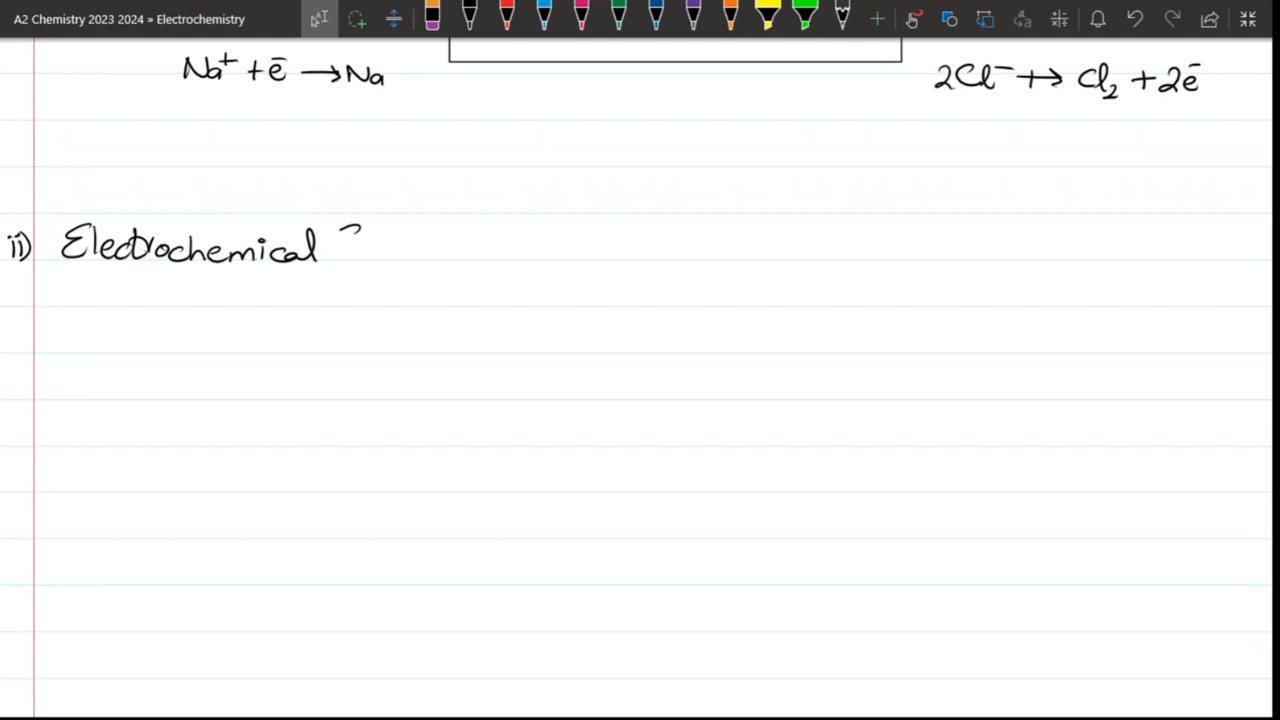 A2 Chemistry 2023 2024 » Electrochemistry
Na⁺ + ē → Na
2Cl⁻ → Cl₂ + 2ē
ii) Electrochemical